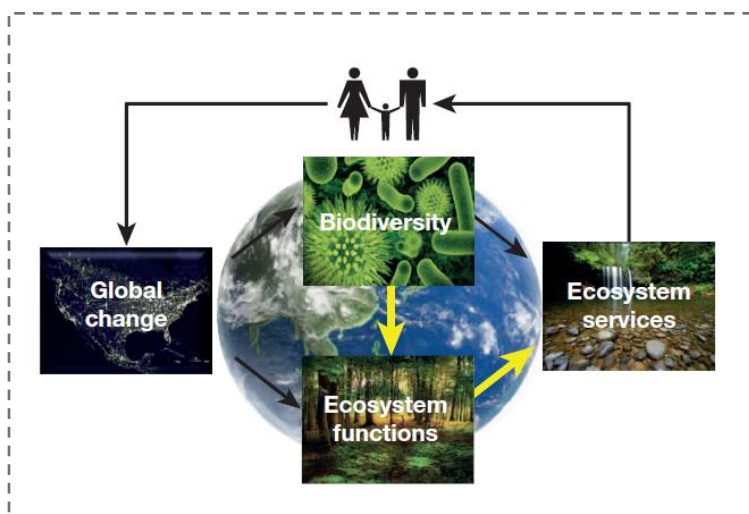 Biodiversity
Global
change
Ecosystem
services
Ecosystem
functions